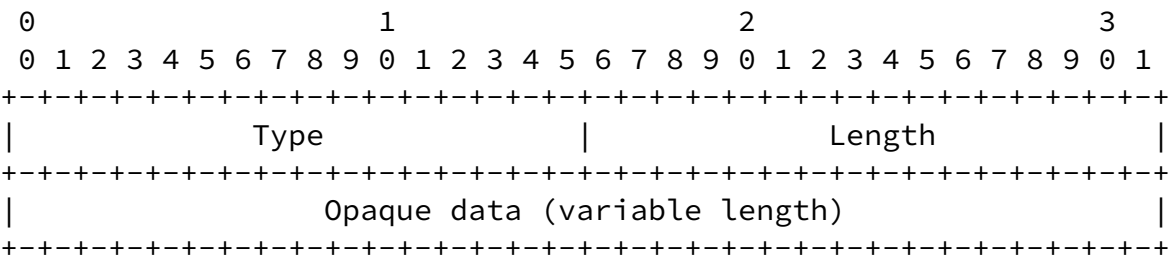 0                   1                   2                   3
 0 1 2 3 4 5 6 7 8 9 0 1 2 3 4 5 6 7 8 9 0 1 2 3 4 5 6 7 8 9 0 1
+-+-+-+-+-+-+-+-+-+-+-+-+-+-+-+-+-+-+-+-+-+-+-+-+-+-+-+-+-+-+-+-+
|             Type              |             Length            |
+-+-+-+-+-+-+-+-+-+-+-+-+-+-+-+-+-+-+-+-+-+-+-+-+-+-+-+-+-+-+-+-+
|                 Opaque data (variable length)                 |
+-+-+-+-+-+-+-+-+-+-+-+-+-+-+-+-+-+-+-+-+-+-+-+-+-+-+-+-+-+-+-+-+